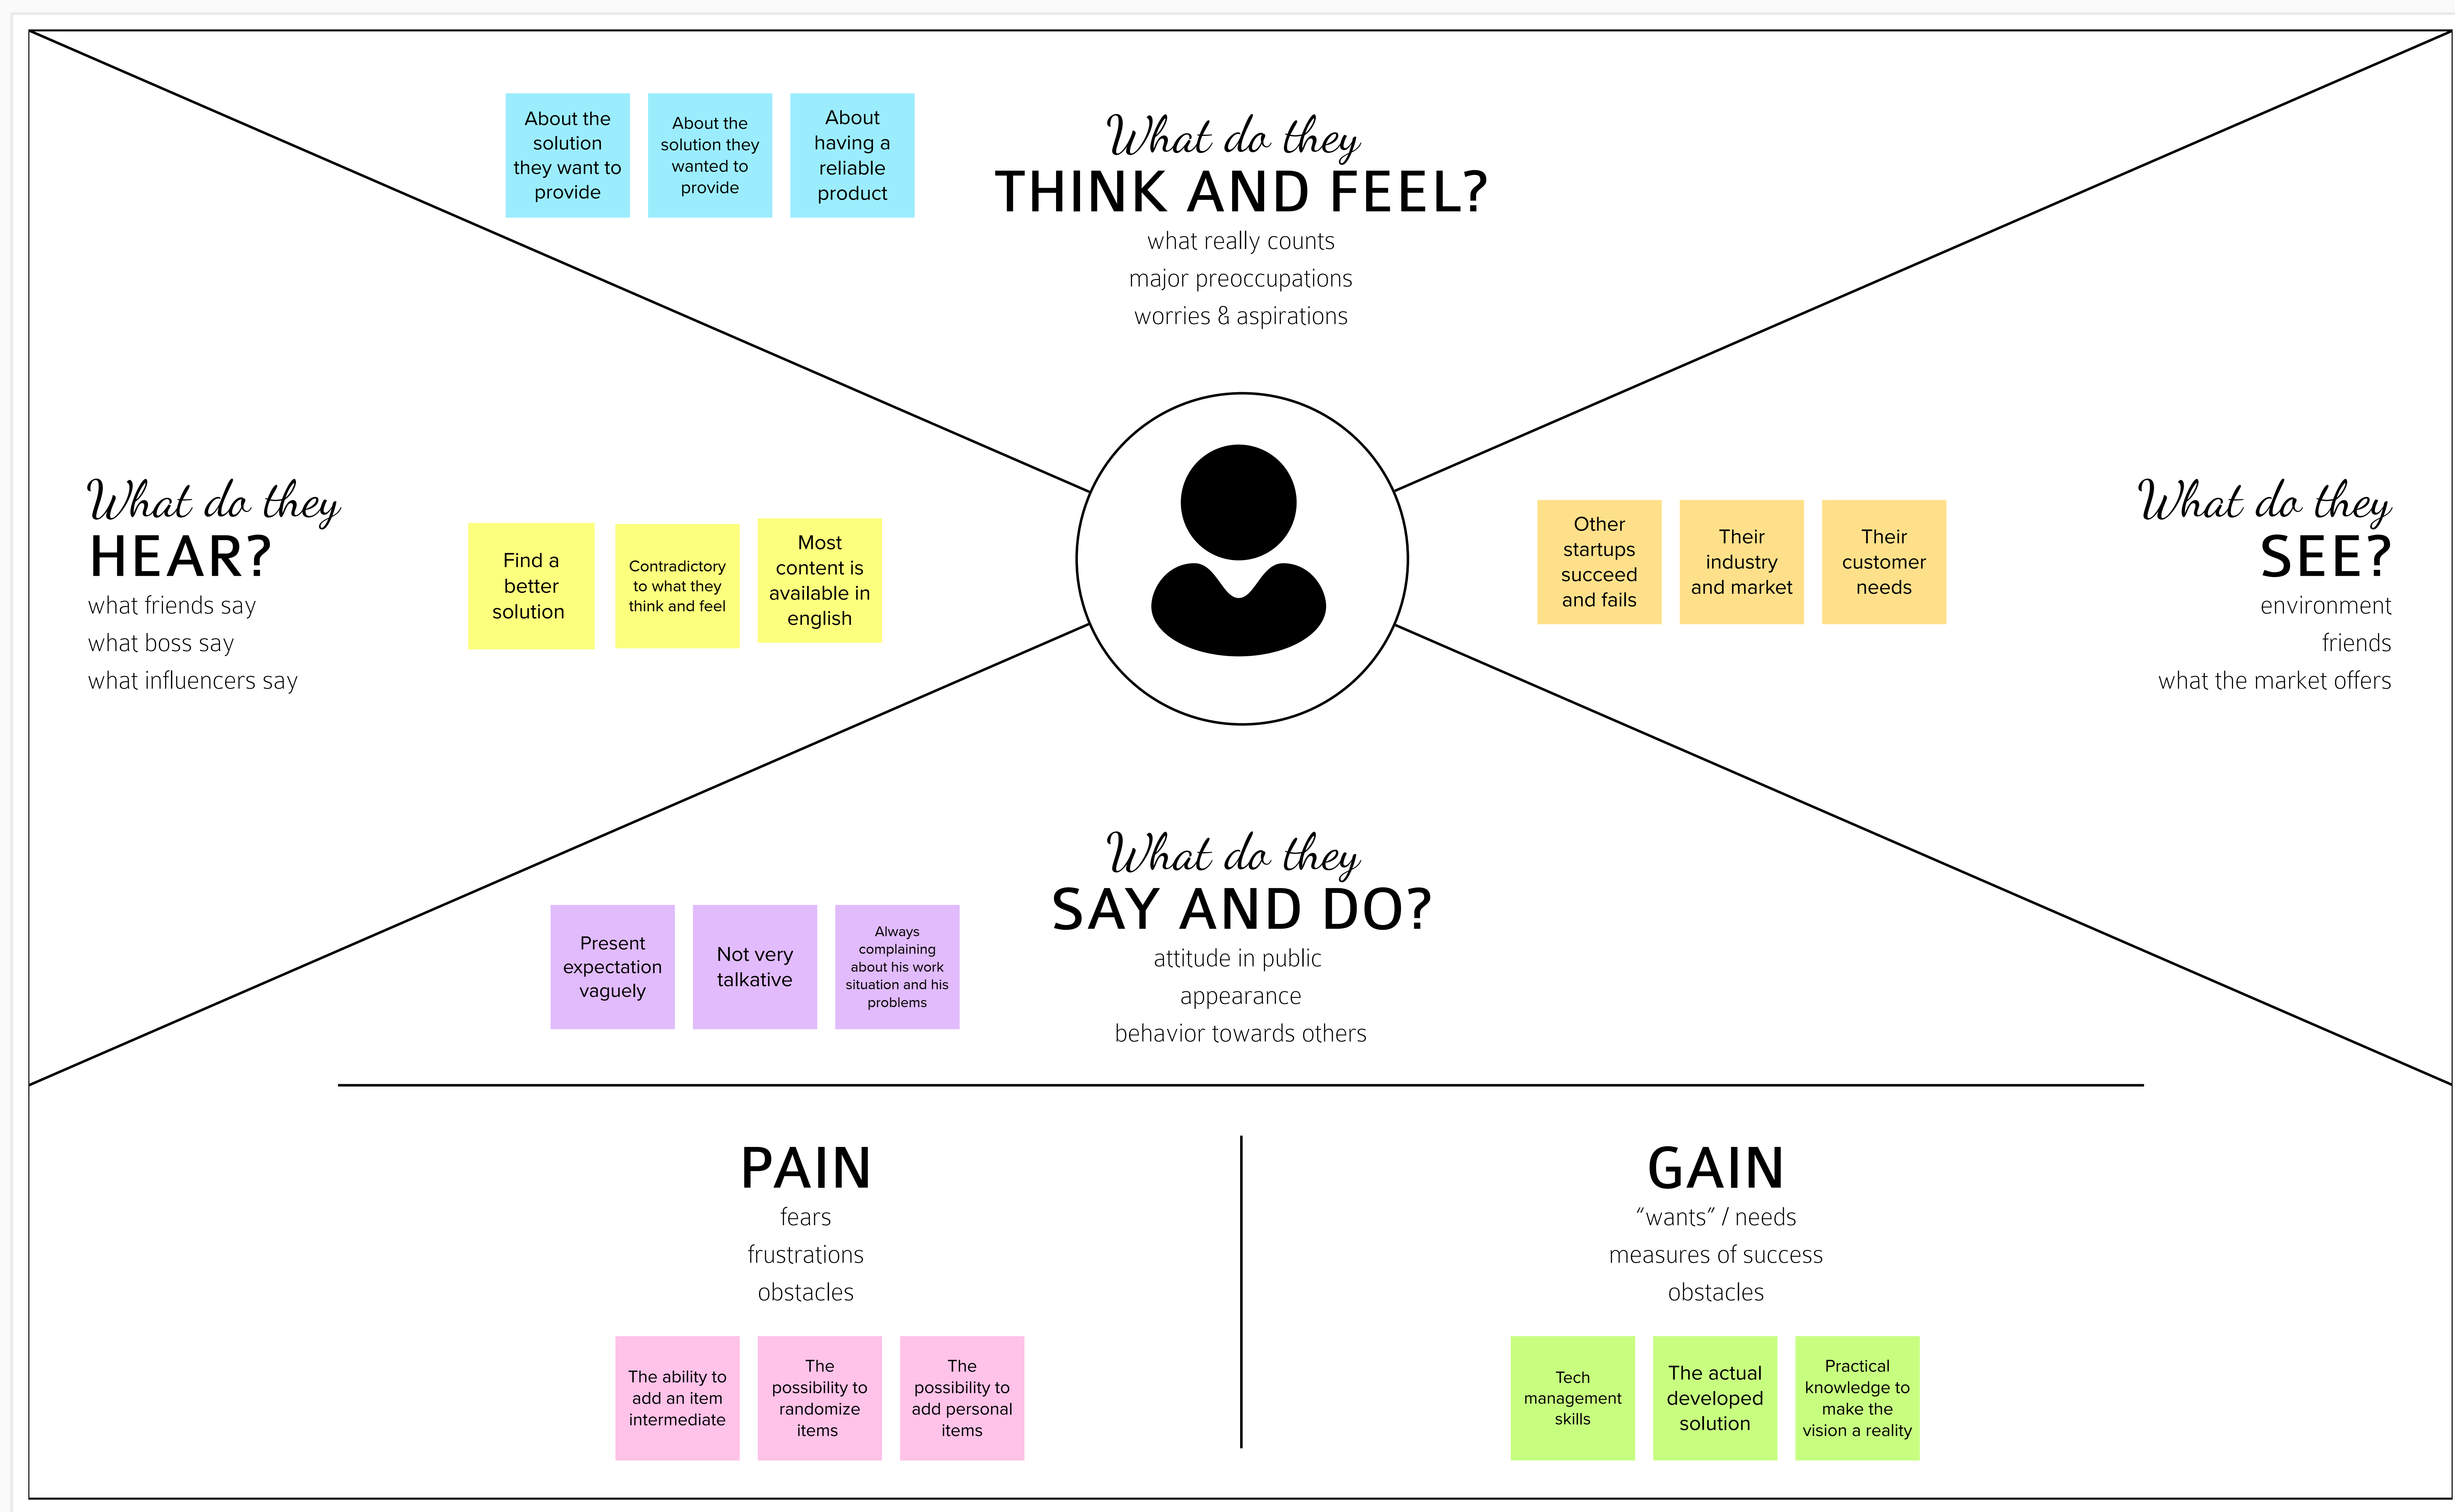 About the
solution
they want to
provide
About the
solution they
wanted to
provide
About
having a
reliable
product
What do they
THINK AND FEEL?
what really counts
major preoccupations
worries & aspirations
What do they
HEAR?
what friends say
what boss say
what influencers say
Find a
better
solution
Contradictory
to what they
think and feel
Most
content is
available in
english
Other
startups
succeed
and fails
Their
industry
and market
Their
customer
needs
What do they
SEE?
environment
friends
what the market offers
What do they
SAY AND DO?
attitude in public
appearance
behavior towards others
Present
expectation
vaguely
Not very
talkative
Always
complaining
about his work
situation and his
problems
PAIN
fears
frustrations
obstacles
The ability to
add an item
intermediate
The
possibility to
randomize
items
The
possibility to
add personal
items
GAIN
“wants” / needs
measures of success
obstacles
Tech
management
skills
The actual
developed
solution
Practical
knowledge to
make the
vision a reality